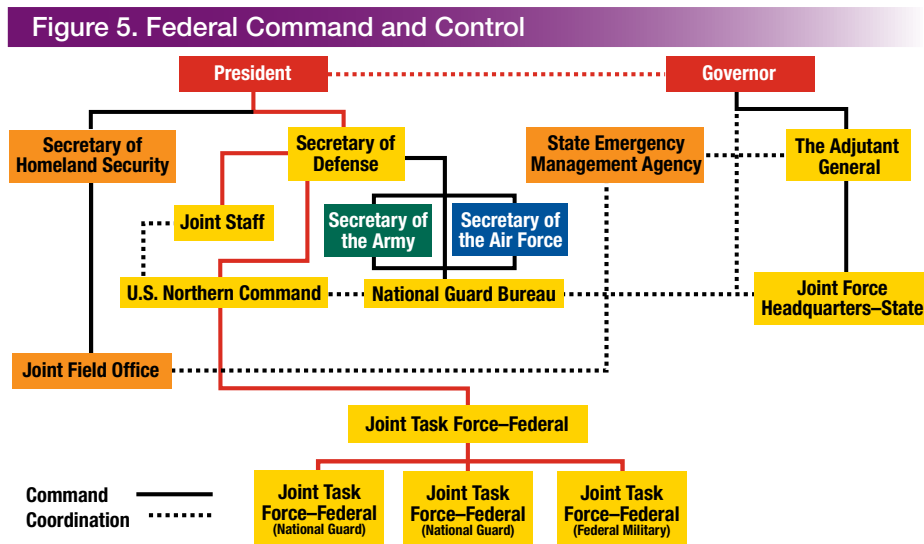 Figure 5. Federal Command and Control
President
Governor
Secretary of
Homeland Security
Secretary of
Defense
State Emergency
Management Agency
The Adjutant
General
Joint Staff
Secretary of
the Army
Secretary of
the Air Force
U.S. Northern Command
National Guard Bureau
Joint Force
Headquarters–State
Joint Field Office
Joint Task Force–Federal
Joint Task
Force–Federal
(National Guard)
Joint Task
Force–Federal
(National Guard)
Joint Task
Force–Federal
(Federal Military)
Command
Coordination